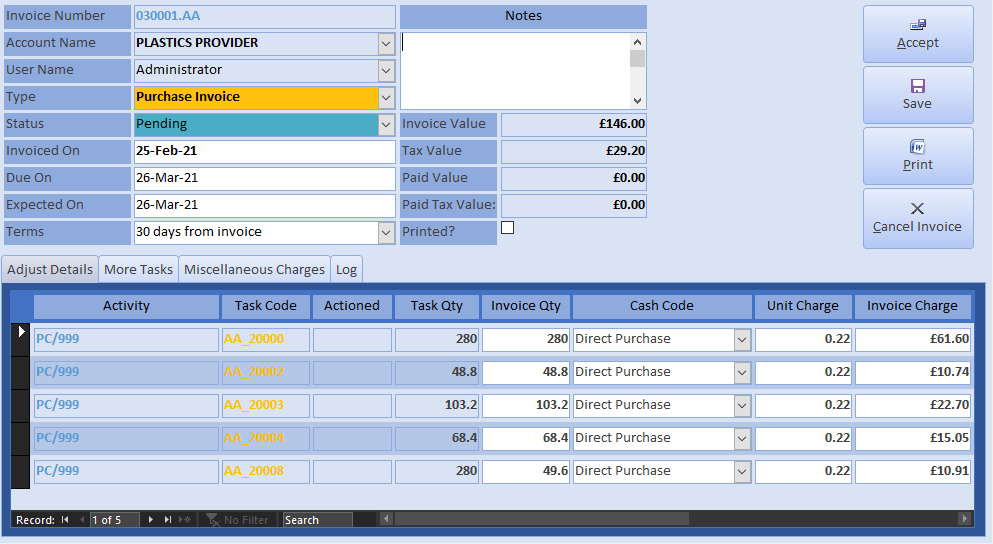 Invoice Number 030001.AA Notes
Account Name PLASTICS PROVIDER
User Name Administrator
Type Purchase Invoice
Status Pending Invoice Value £146.00
Invoiced On 25-Feb-21 Tax Value £29.20
Due On 26-Mar-21 Paid Value £0.00
Expected On 26-Mar-21 Paid Tax Value: £0.00
Terms 30 days from invoice Printed?
Accept
Save
Print
Cancel Invoice
Adjust Details More Tasks Miscellaneous Charges Log
Activity Task Code Actioned Task Qty Invoice Qty Cash Code Unit Charge Invoice Charge
PC/999 AA_20000 280 280 Direct Purchase 0.22 £61.60
PC/999 AA_20002 48.8 48.8 Direct Purchase 0.22 £10.74
PC/999 AA_20003 103.2 103.2 Direct Purchase 0.22 £22.70
PC/999 AA_20004 68.4 68.4 Direct Purchase 0.22 £15.05
PC/999 AA_20008 280 49.6 Direct Purchase 0.22 £10.91
Record: 1 of 5 No Filter Search